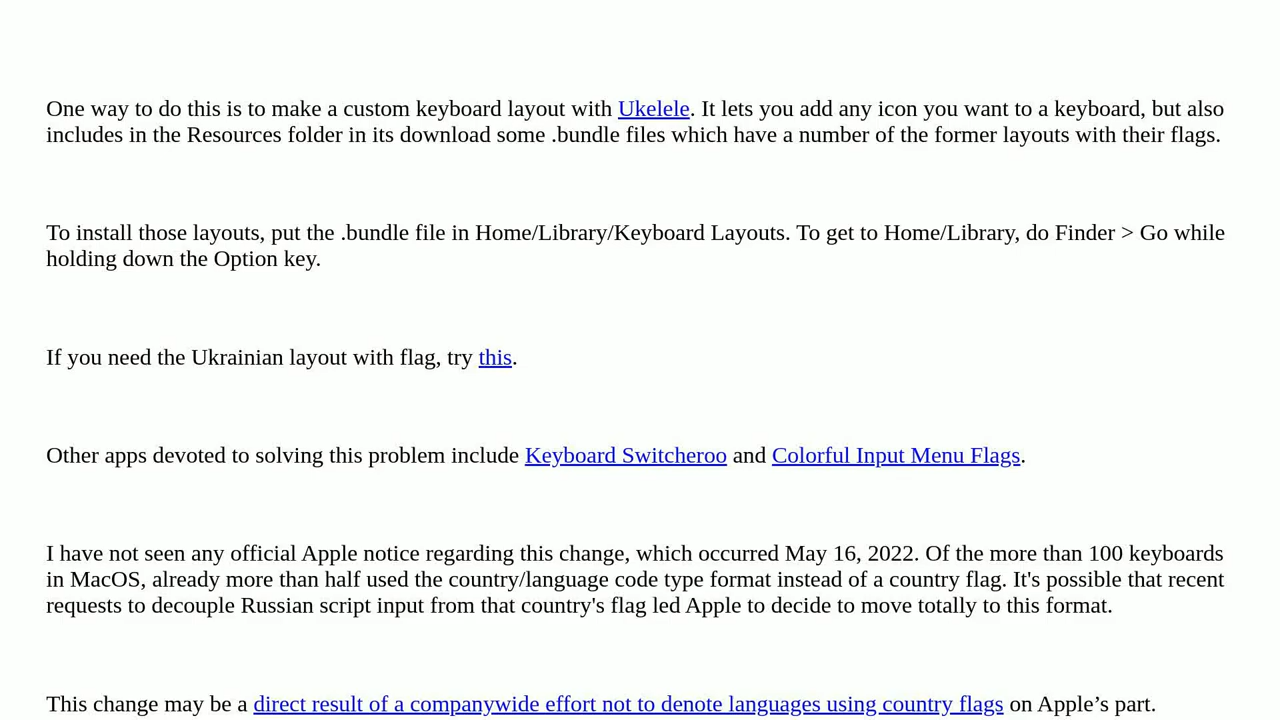 One way to do this is to make a custom keyboard layout with Ukelele. It lets you add any icon you want to a keyboard, but also
includes in the Resources folder in its download some .bundle files which have a number of the former layouts with their flags.
To install those layouts, put the .bundle file in Home/Library/Keyboard Layouts. To get to Home/Library, do Finder > Go while
holding down the Option key.
If you need the Ukrainian layout with flag, try this.
Other apps devoted to solving this problem include Keyboard Switcheroo and Colorful Input Menu Flags.
I have not seen any official Apple notice regarding this change, which occurred May 16, 2022. Of the more than 100 keyboards
in MacOS, already more than half used the country/language code type format instead of a country flag. It's possible that recent
requests to decouple Russian script input from that country's flag led Apple to decide to move totally to this format.
This change may be a direct result of a companywide effort not to denote languages using country flags on Apple’s part.